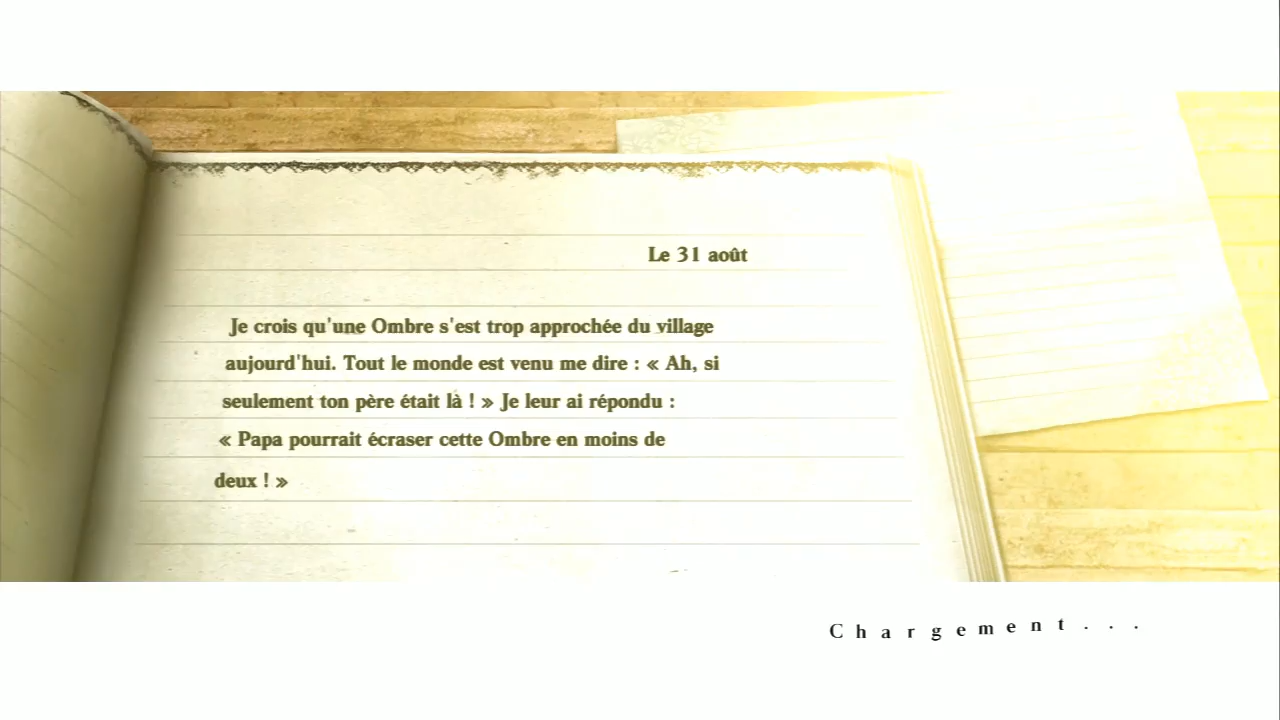 Le 31 août
Je crois qu'une Ombre s'est trop approchée du village
aujourd'hui. Tout le monde est venu me dire : « Ah, si
seulement ton père était là ! » Je leur ai répondu :
« Papa pourrait écraser cette Ombre en moins de
deux ! »
Chargement...